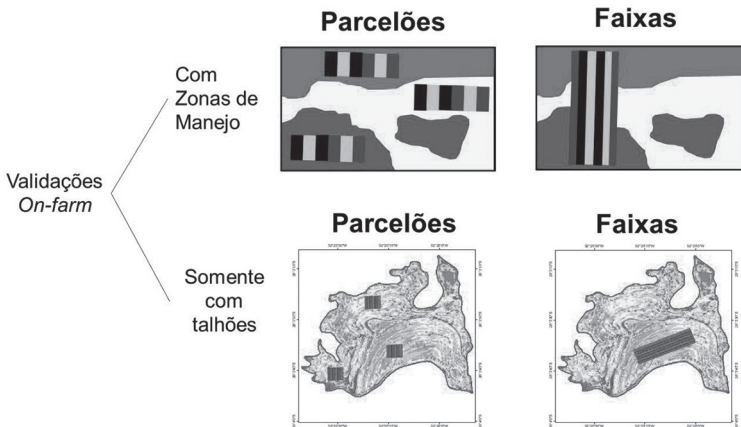 Parcelões
Faixas
Com
Zonas de
Manejo
Validações
On-farm
Parcelões
Faixas
Somente
com
talhões